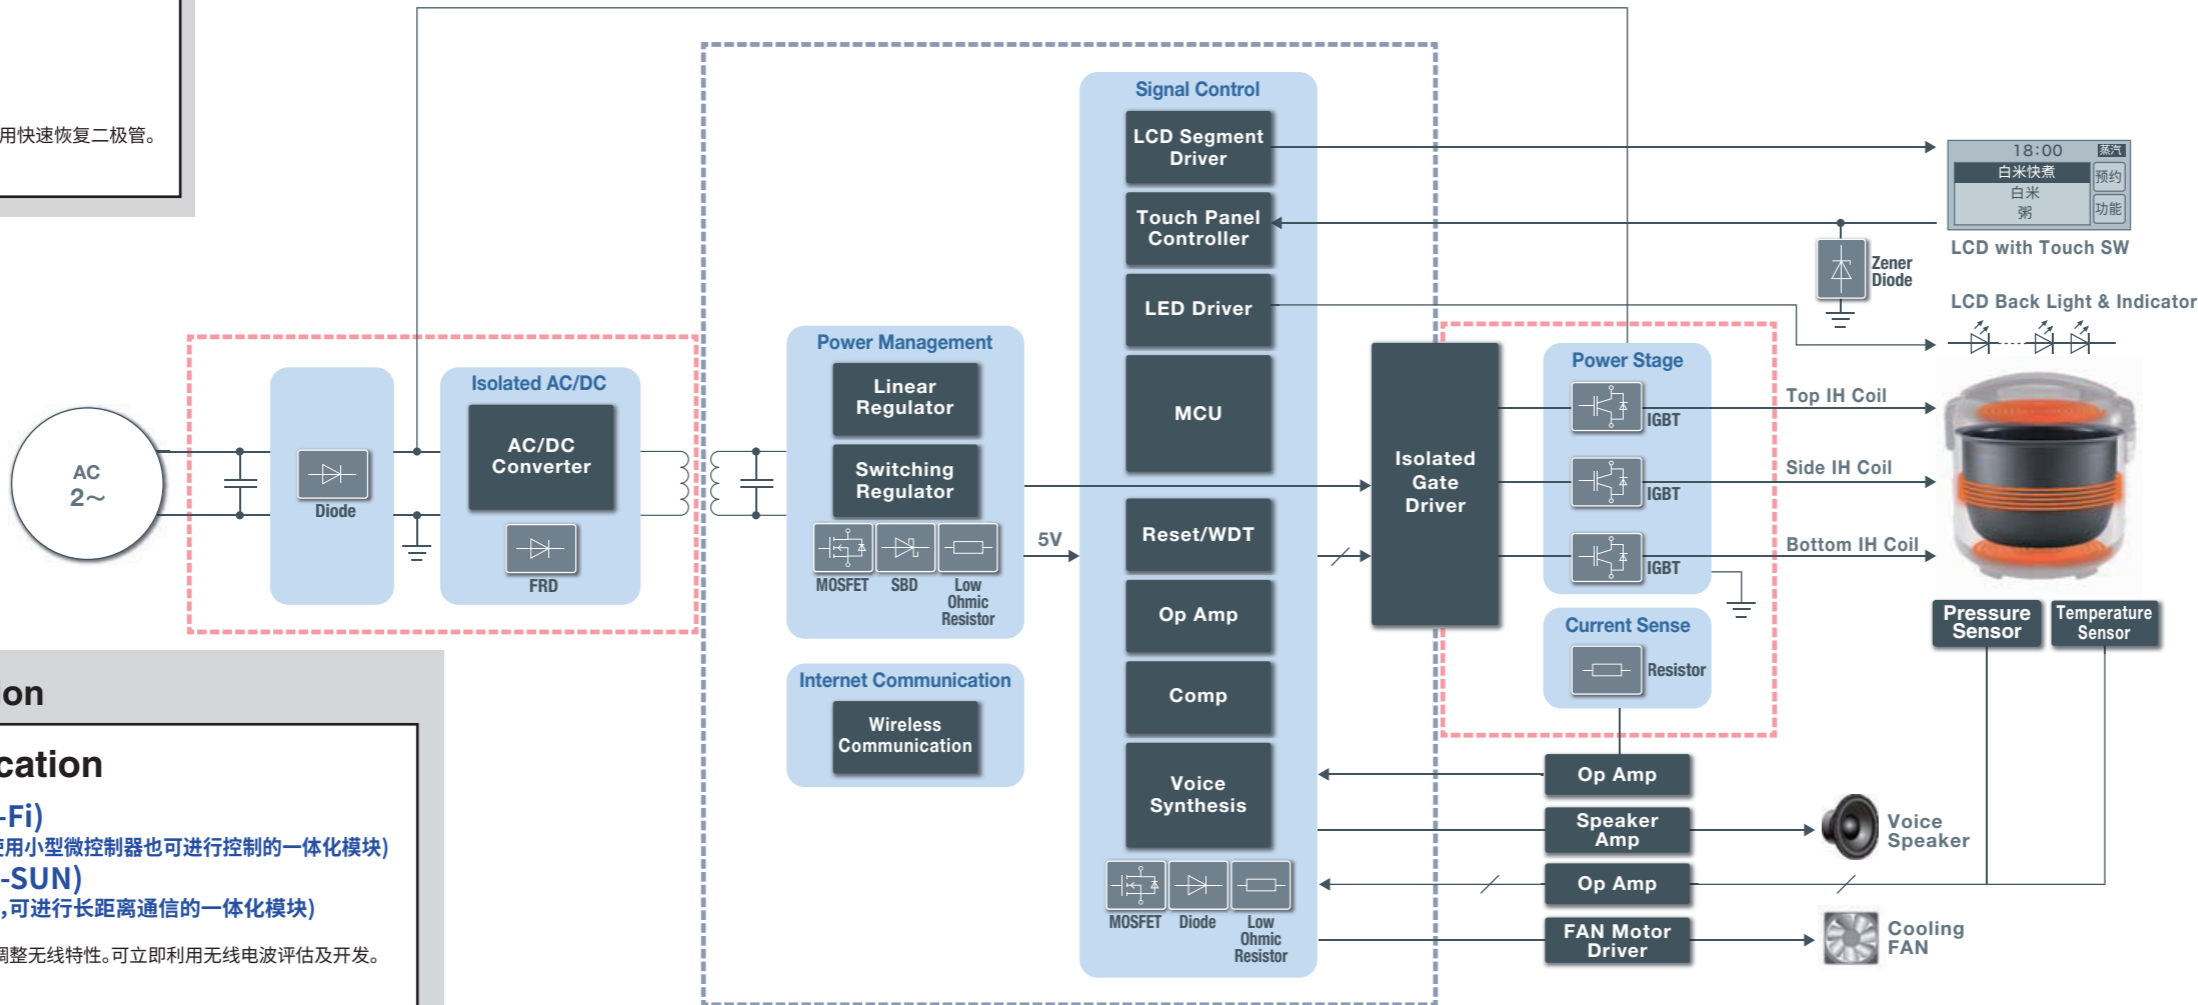 用快速恢复二极管。
ion
cation
-Fi)
使用小型微控制器也可进行控制的一体化模块)
-SUN)
,可进行长距离通信的一体化模块)
调整无线特性。可立即利用无线电波评估及开发。
AC
2～
Diode
Isolated AC/DC
AC/DC
Converter
FRD
Power Management
Linear
Regulator
Switching
Regulator
MOSFET
SBD
Low
Ohmic
Resistor
5V
Internet Communication
Wireless
Communication
Signal Control
LCD Segment
Driver
Touch Panel
Controller
LED Driver
MCU
Reset/WDT
Op Amp
Comp
Voice
Synthesis
MOSFET
Diode
Low
Ohmic
Resistor
Isolated
Gate
Driver
Power Stage
IGBT
IGBT
IGBT
Current Sense
Resistor
Op Amp
Speaker
Amp
Op Amp
FAN Motor
Driver
18:00
蒸汽
白米快煮
白米
粥
预约
功能
LCD with Touch SW
Zener
Diode
LCD Back Light & Indicator
Top IH Coil
Side IH Coil
Bottom IH Coil
Pressure
Sensor
Temperature
Sensor
Voice
Speaker
Cooling
FAN